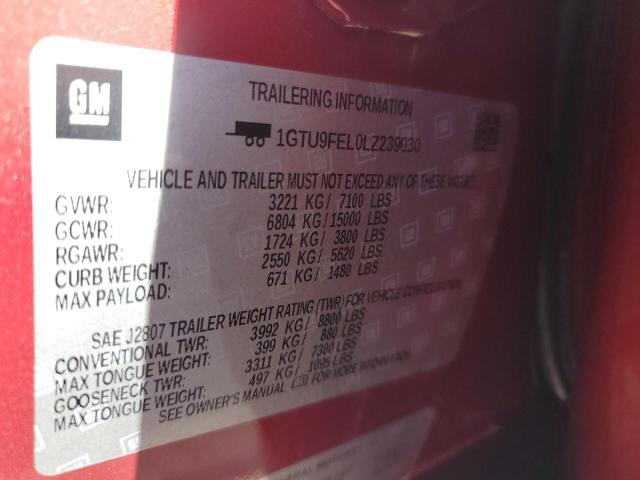 GM
TRAILERING INFORMATION
1GTU9FEL0LZ239030
VEHICLE AND TRAILER MUST NOT EXCEED ANY OF THESE VALUES
GVWR: 3221 KG/ 7100 LBS
GCWR: 6804 KG/15000 LBS
RGAWR: 1724 KG/ 3800 LBS
CURB WEIGHT: 2550 KG/ 5620 LBS
MAX PAYLOAD: 671 KG/ 1480 LBS
SAE J2807 TRAILER WEIGHT RATING (TWR) FOR VEHICLE CONFIGURATION
CONVENTIONAL TWR: 3992 KG/ 8800 LBS
MAX TONGUE WEIGHT: 399 KG/ 880 LBS
GOOSENECK TWR: 3311 KG/ 7300 LBS
MAX TONGUE WEIGHT: 497 KG/ 1095 LBS
SEE OWNER'S MANUAL FOR MORE INFORMATION
GENERAL MOTORS